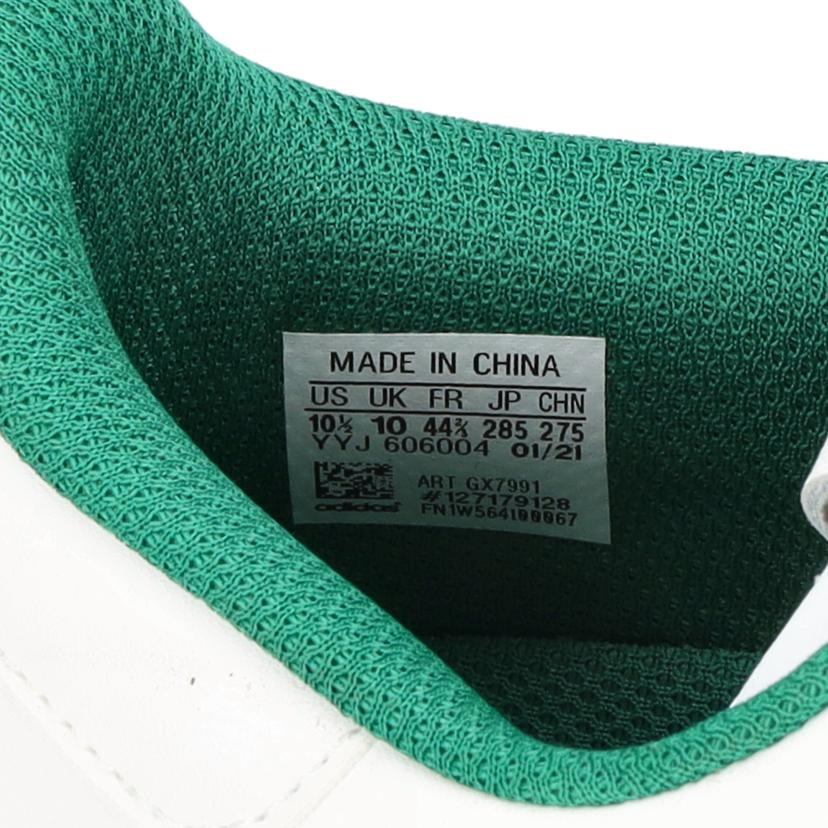 MADE IN CHINA
US UK FR JP CHN
10½ 10 44⅔ 285 275
YYJ 606004 01/21
ART GX7991
#127179128
adidas FN1W564100067